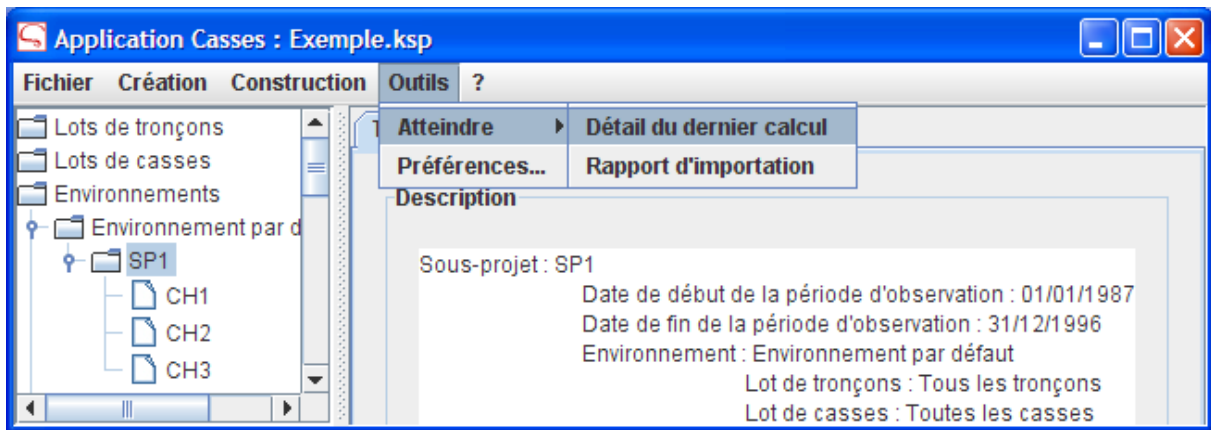 Application Casses : Exemple.ksp
Fichier Création Construction Outils ?
Lots de tronçons
Lots de casses
Environnements
Environnement par d
SP1
CH1
CH2
CH3
Atteindre
Préférences...
Détail du dernier calcul
Rapport d'importation
Description
Sous-projet : SP1
Date de début de la période d'observation : 01/01/1987
Date de fin de la période d'observation : 31/12/1996
Environnement : Environnement par défaut
Lot de tronçons : Tous les tronçons
Lot de casses : Toutes les casses